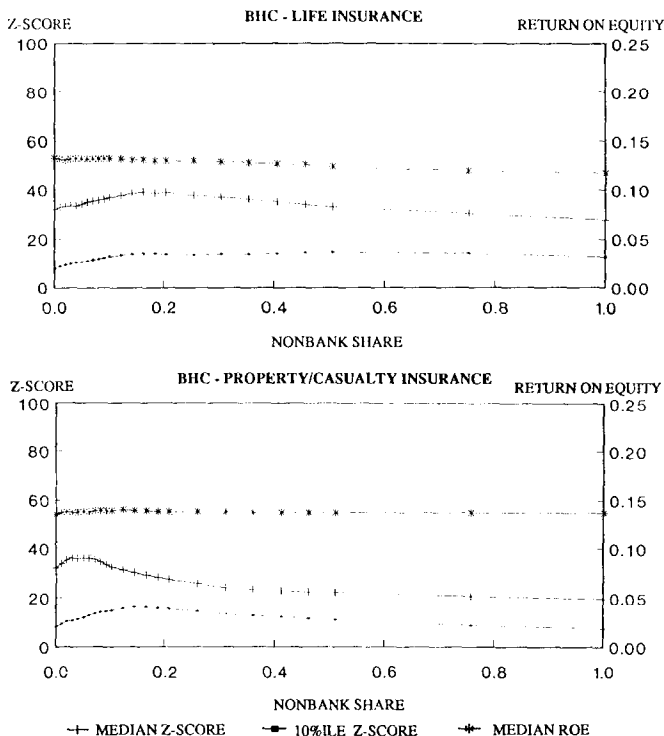 BHC - LIFE INSURANCE
Z-SCORE
RETURN ON EQUITY
100
80
60
40
20
0
0.25
0.20
0.15
0.10
0.05
0.00
0.0 0.2 0.4 0.6 0.8 1.0
NONBANK SHARE
BHC - PROPERTY/CASUALTY INSURANCE
Z-SCORE
RETURN ON EQUITY
100
80
60
40
20
0
0.25
0.20
0.15
0.10
0.05
0.00
0.0 0.2 0.4 0.6 0.8 1.0
NONBANK SHARE
MEDIAN Z-SCORE 10%ILE Z-SCORE MEDIAN ROE